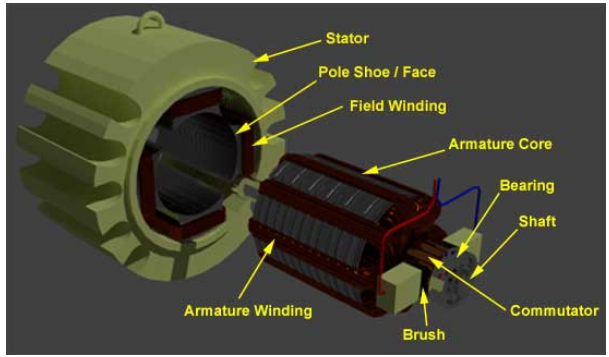 Stator
Pole Shoe / Face
Field Winding
Armature Core
Bearing
Shaft
Armature Winding
Commutator
Brush